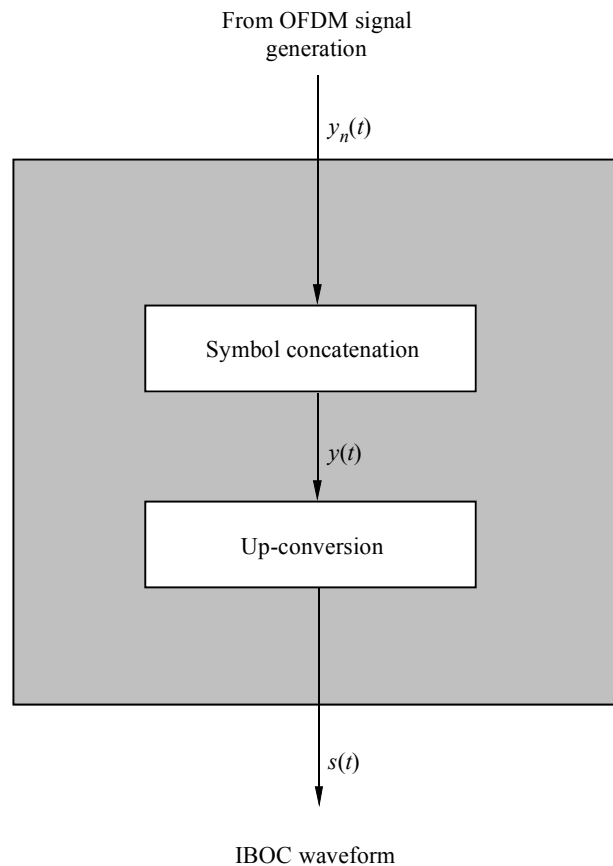 From OFDM signal
generation
yn(t)
Symbol concatenation
y(t)
Up-conversion
s(t)
IBOC waveform